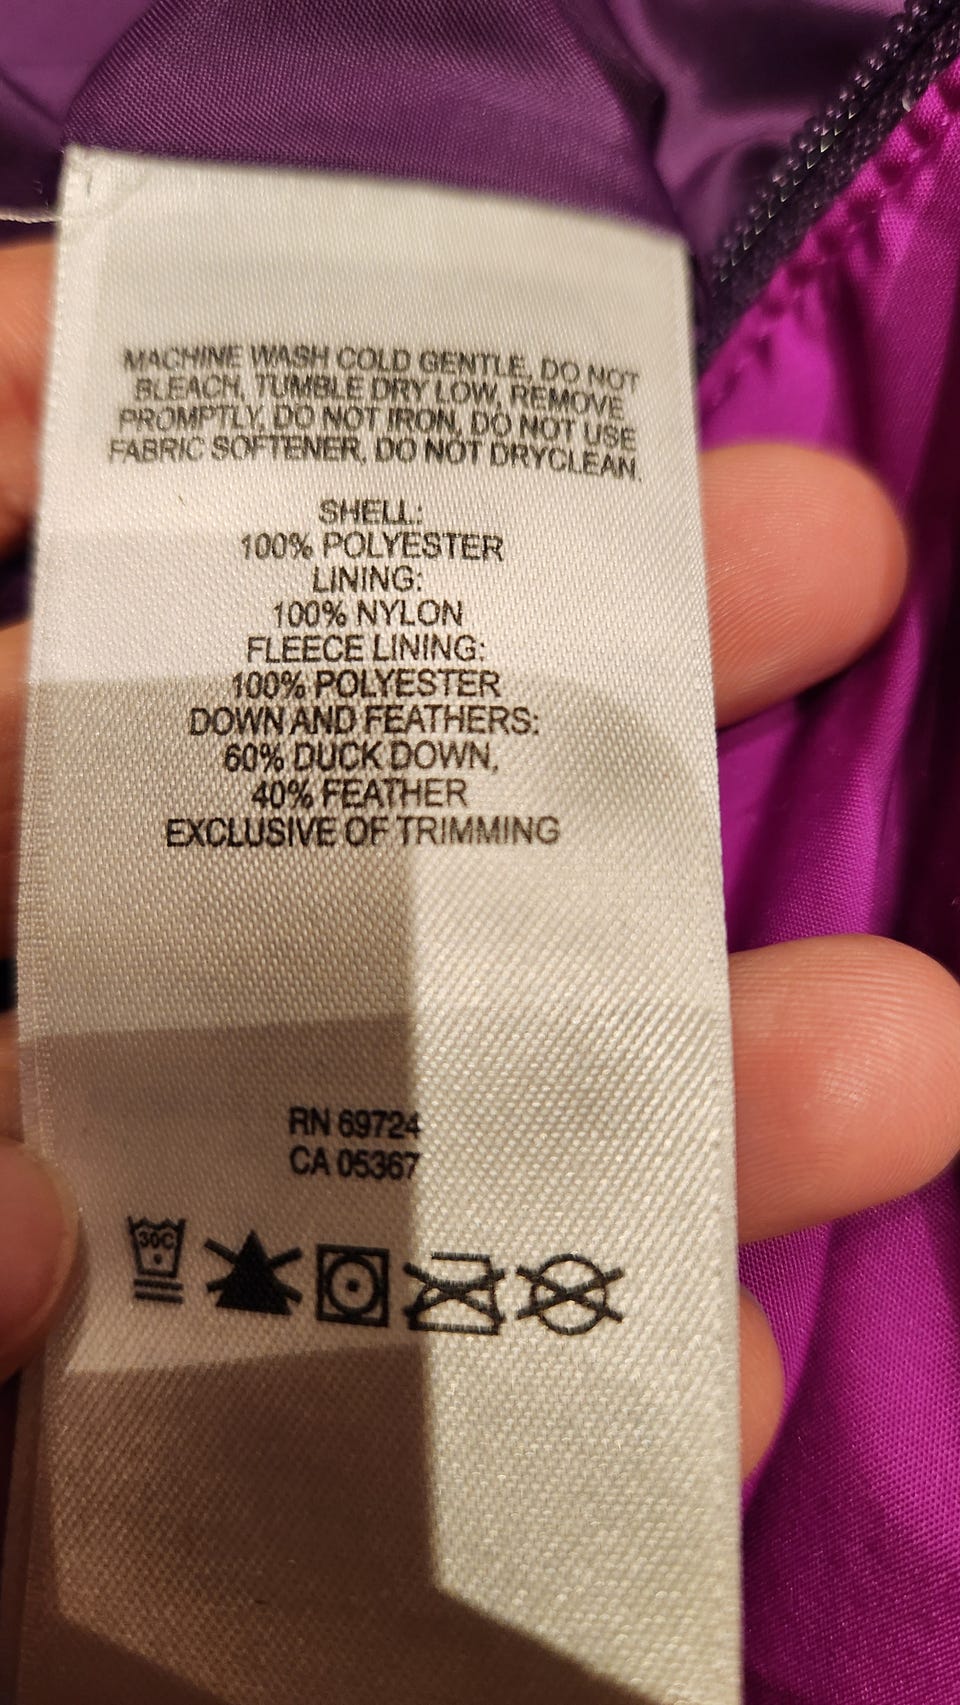 MACHINE WASH COLD GENTLE, DO NOT
BLEACH, TUMBLE DRY LOW, REMOVE
PROMPTLY, DO NOT IRON, DO NOT USE
FABRIC SOFTENER, DO NOT DRYCLEAN.
SHELL:
100% POLYESTER
LINING:
100% NYLON
FLEECE LINING:
100% POLYESTER
DOWN AND FEATHERS:
60% DUCK DOWN,
40% FEATHER
EXCLUSIVE OF TRIMMING
RN 69724
CA 05367
30C